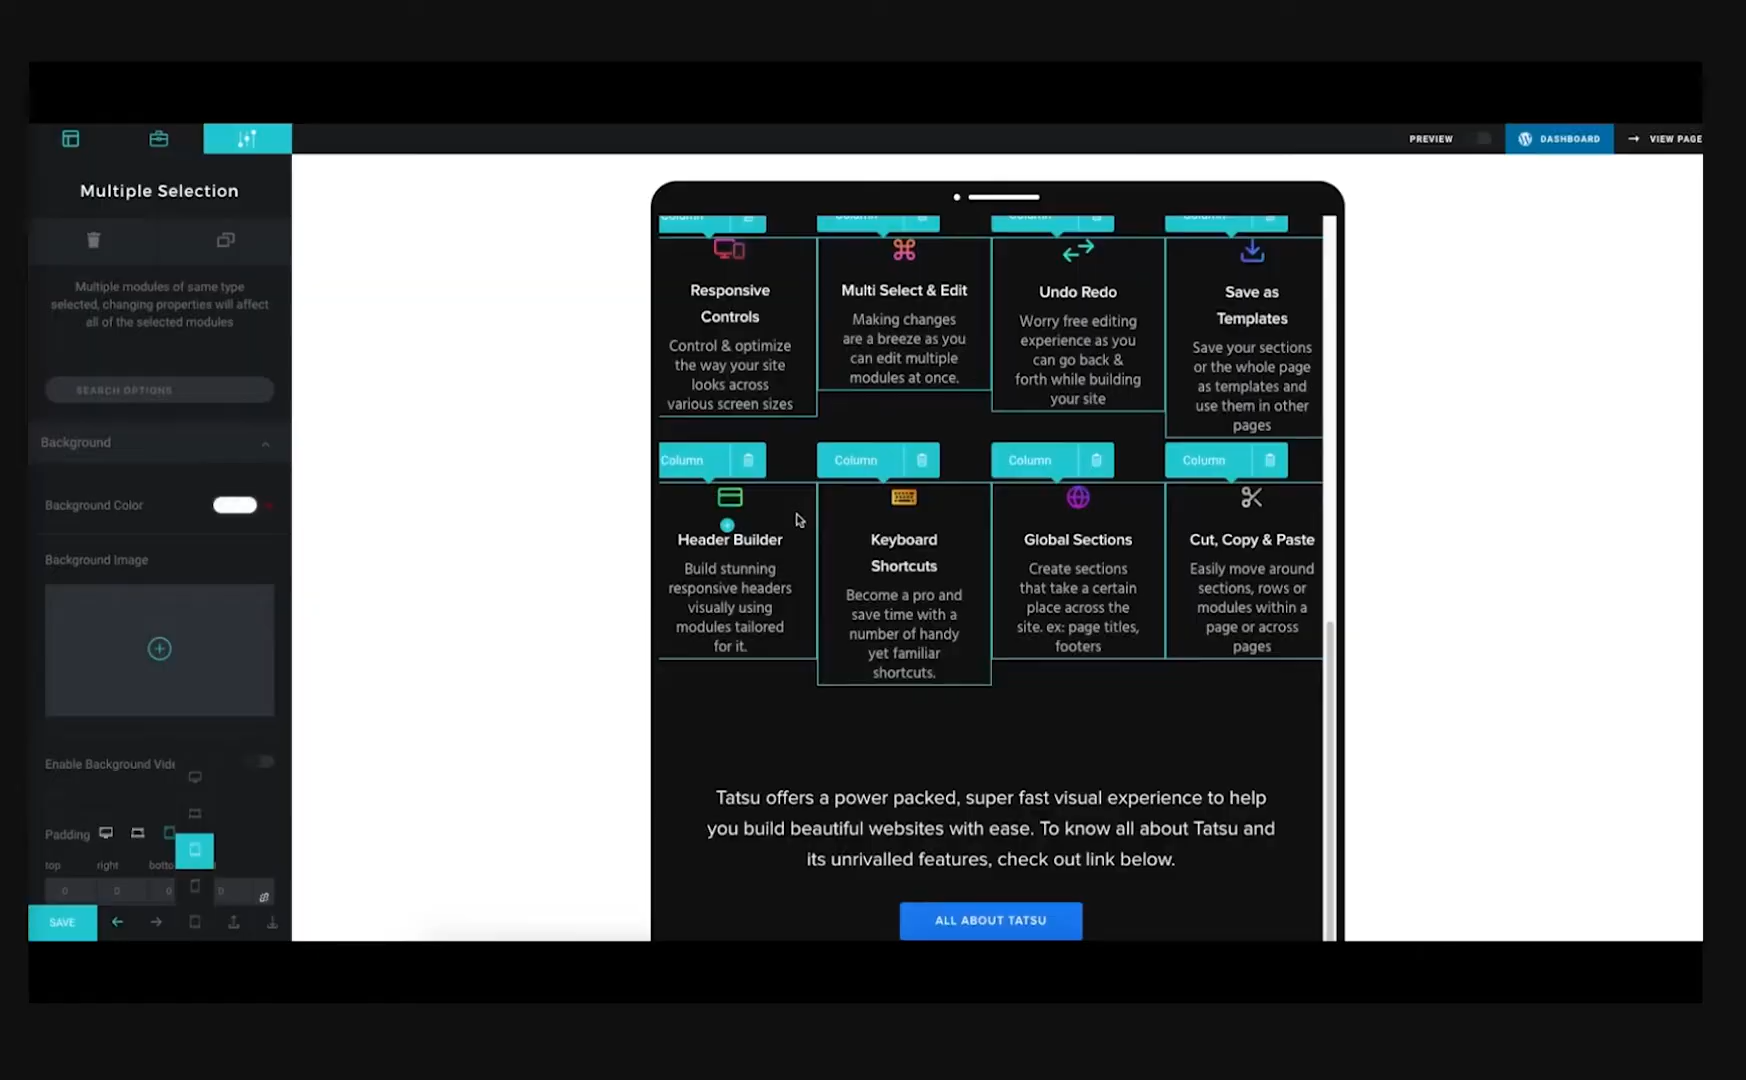 PREVIEW
DASHBOARD
VIEW PAGE
Multiple Selection
Multiple modules of same type
selected, changing properties will affect
all of the selected modules
SEARCH OPTIONS
Background
Background Color
Background Image
Enable Background Vide
Padding
top right botto
0 0 0 0
SAVE
Column Column Column Column
Responsive
Controls
Control & optimize
the way your site
looks across
various screen sizes
Multi Select & Edit
Making changes
are a breeze as you
can edit multiple
modules at once.
Undo Redo
Worry free editing
experience as you
can go back &
forth while building
your site
Save as
Templates
Save your sections
or the whole page
as templates and
use them in other
pages
Column Column Column Column
Header Builder
Build stunning
responsive headers
visually using
modules tailored
for it.
Keyboard
Shortcuts
Become a pro and
save time with a
number of handy
yet familiar
shortcuts.
Global Sections
Create sections
that take a certain
place across the
site. ex: page titles,
footers
Cut, Copy & Paste
Easily move around
sections, rows or
modules within a
page or across
pages
Tatsu offers a power packed, super fast visual experience to help
you build beautiful websites with ease. To know all about Tatsu and
its unrivalled features, check out link below.
ALL ABOUT TATSU